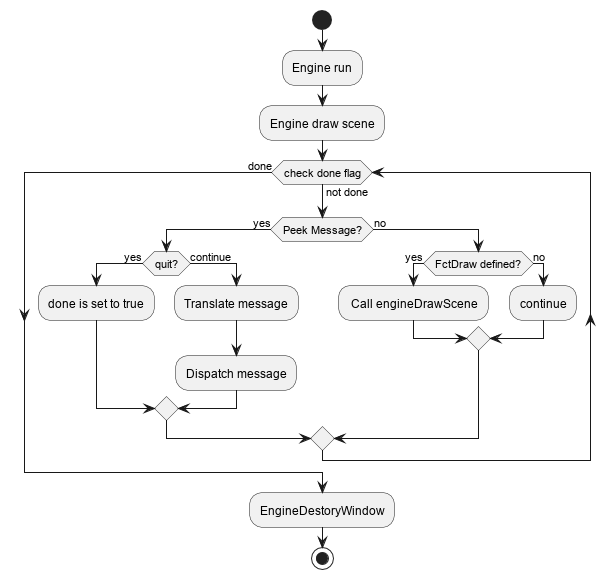 Engine run
Engine draw scene
done
check done flag
not done
yes
Peek Message?
no
yes
quit?
continue
yes
FctDraw defined?
no
done is set to true
Translate message
Call engineDrawScene
continue
Dispatch message
EngineDestoryWindow